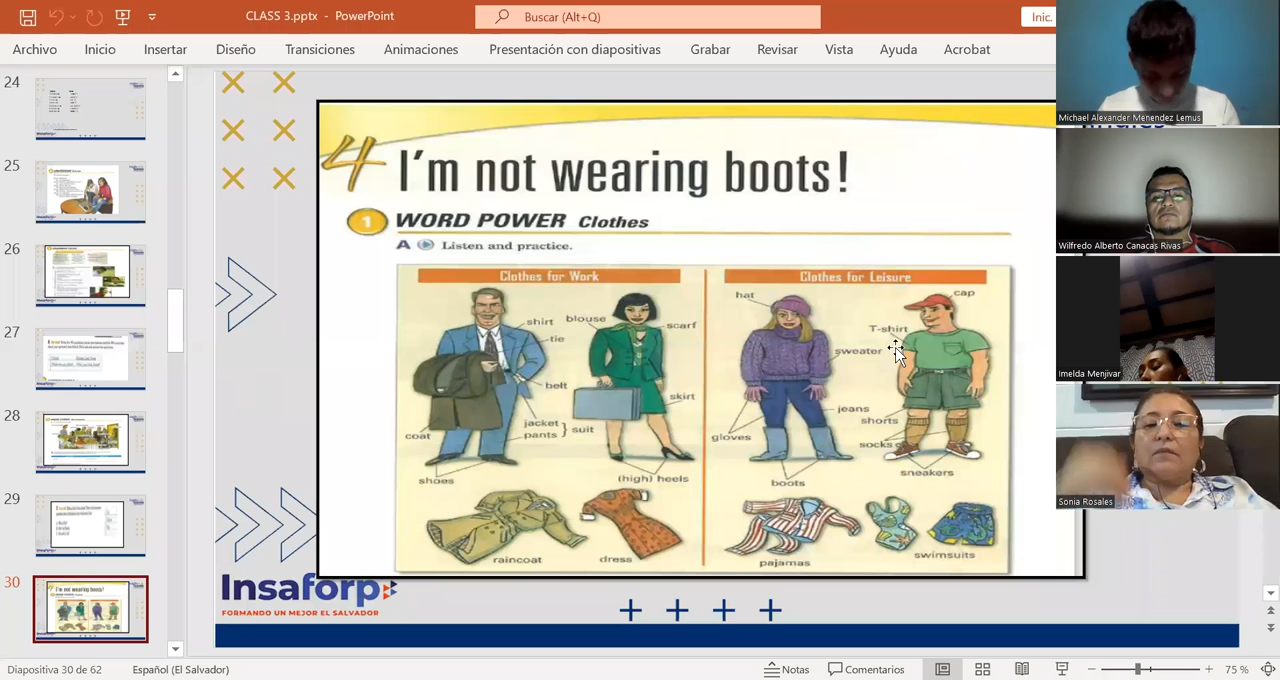 CLASS 3.pptx - PowerPoint
Buscar (Alt+Q)
Inic.
Archivo Inicio Insertar Diseño Transiciones Animaciones Presentación con diapositivas Grabar Revisar Vista Ayuda Acrobat
24
25
26
27
28
29
30
4 I'm not wearing boots!
1 WORD POWER Clothes
A Listen and practice.
Clothes for Work
Clothes for Leisure
shirt
blouse
scarf
tie
belt
skirt
jacket
pants
suit
coat
shoes
(high) heels
raincoat
dress
hat
cap
T-shirt
sweater
jeans
shorts
gloves
socks
sneakers
boots
pajamas
swimsuits
Insaforp
FORMANDO UN MEJOR EL SALVADOR
Michael Alexander Menendez Lemus
Wilfredo Alberto Canacas Rivas
Imelda Menjivar
Sonia Rosales
Diapositiva 30 de 62 Español (El Salvador) Notas Comentarios 75 %